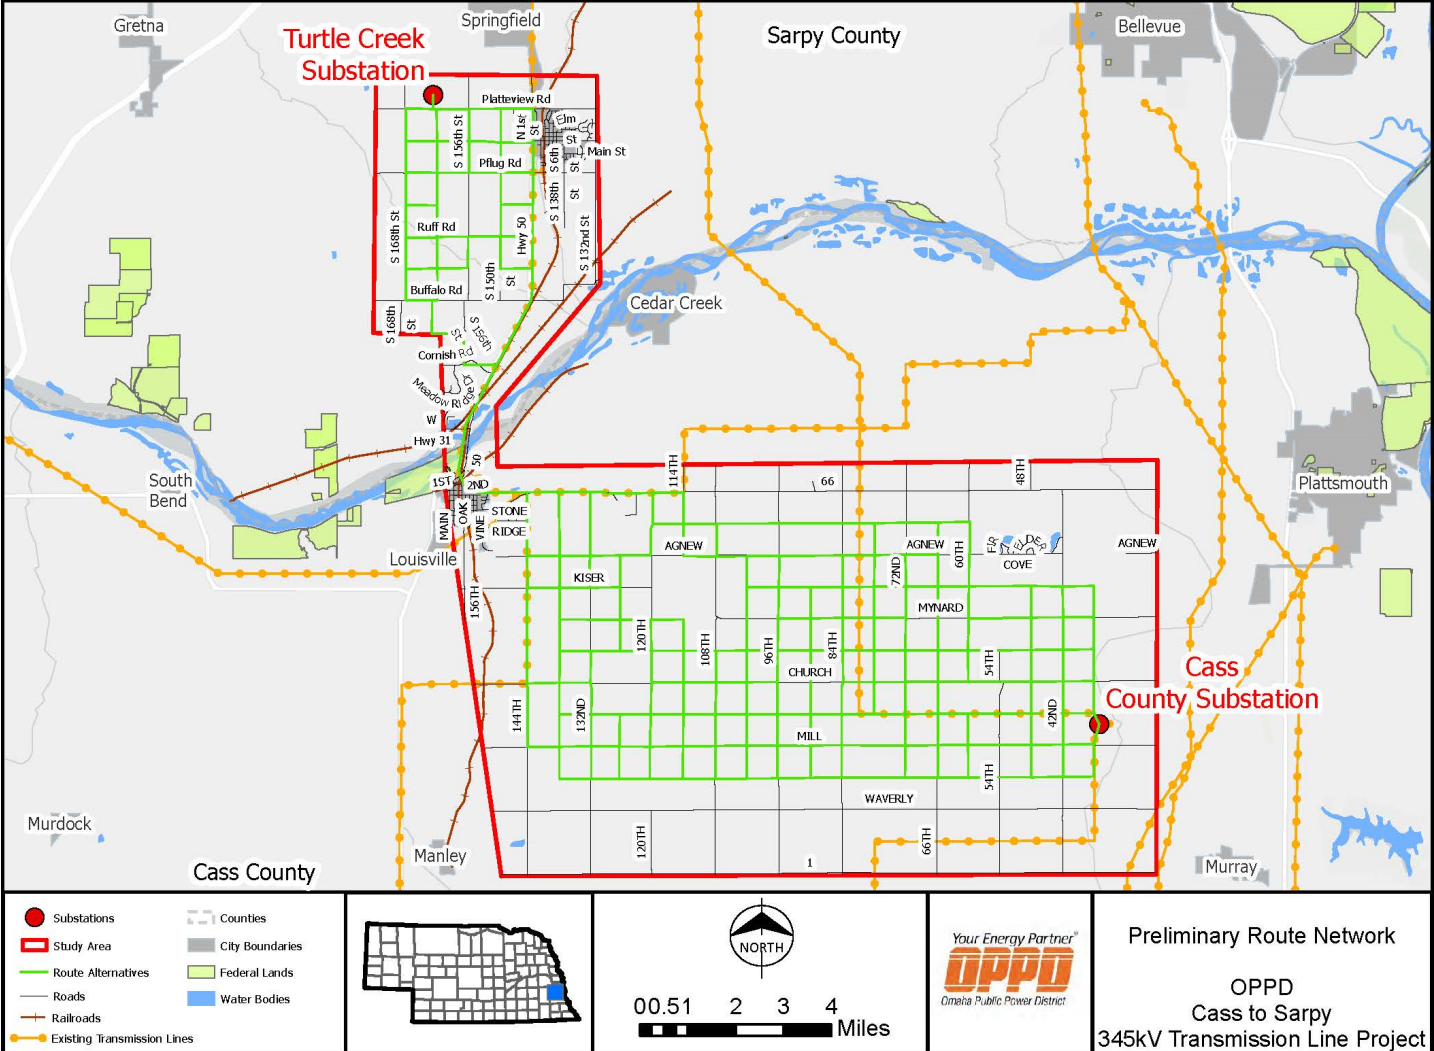 Gretna
Springfield
Bellevue
Sarpy County
Turtle Creek
Substation
Platteview Rd
Elm
St
N 1st
St
S 156th St
Main St
Pflug Rd
S 6th
St
S 138th
St
S 168th St
Ruff Rd
Hwy 50
S 132nd St
S 150th
St
Buffalo Rd
Cedar Creek
S 168th
St
S 156th
St
Cornish Rd
Meadow Ridge Dr
W
Hwy 31
50
1ST
2ND
South
Bend
MAIN
OAK
VINE
STONE
RIDGE
Louisville
114TH
66
48TH
Plattsmouth
AGNEW
AGNEW
60TH
FIR
ELDER
COVE
AGNEW
KISER
72ND
MYNARD
156TH
120TH
108TH
96TH
84TH
CHURCH
54TH
Cass
County Substation
144TH
132ND
42ND
MILL
54TH
WAVERLY
120TH
66TH
1
Murdock
Manley
Murray
Cass County
Substations
Study Area
Route Alternatives
Roads
Railroads
Existing Transmission Lines
Counties
City Boundaries
Federal Lands
Water Bodies
NORTH
0 0.5 1 2 3 4
Miles
Your Energy Partner®
OPPD
Omaha Public Power District
Preliminary Route Network
OPPD
Cass to Sarpy
345kV Transmission Line Project